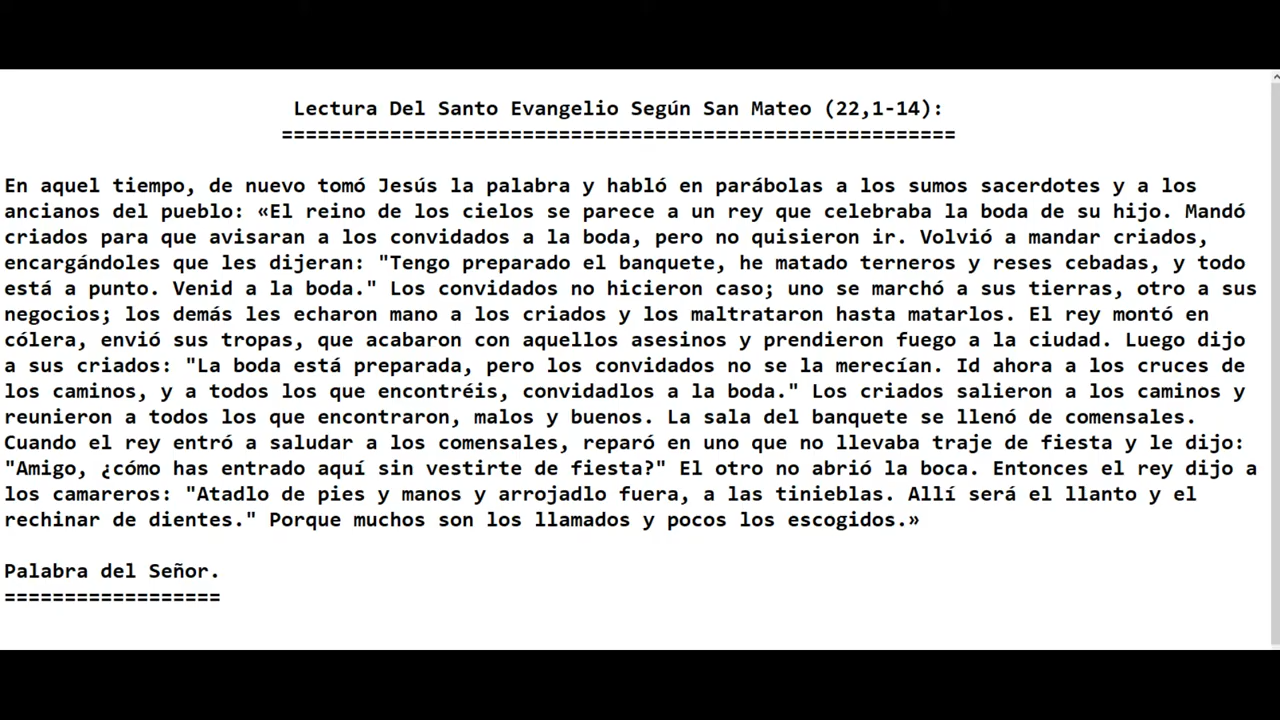 Lectura Del Santo Evangelio Según San Mateo (22,1-14):
========================================================
En aquel tiempo, de nuevo tomó Jesús la palabra y habló en parábolas a los sumos sacerdotes y a los
ancianos del pueblo: «El reino de los cielos se parece a un rey que celebraba la boda de su hijo. Mandó
criados para que avisaran a los convidados a la boda, pero no quisieron ir. Volvió a mandar criados,
encargándoles que les dijeran: "Tengo preparado el banquete, he matado terneros y reses cebadas, y todo
está a punto. Venid a la boda." Los convidados no hicieron caso; uno se marchó a sus tierras, otro a sus
negocios; los demás les echaron mano a los criados y los maltrataron hasta matarlos. El rey montó en
cólera, envió sus tropas, que acabaron con aquellos asesinos y prendieron fuego a la ciudad. Luego dijo
a sus criados: "La boda está preparada, pero los convidados no se la merecían. Id ahora a los cruces de
los caminos, y a todos los que encontréis, convidadlos a la boda." Los criados salieron a los caminos y
reunieron a todos los que encontraron, malos y buenos. La sala del banquete se llenó de comensales.
Cuando el rey entró a saludar a los comensales, reparó en uno que no llevaba traje de fiesta y le dijo:
"Amigo, ¿cómo has entrado aquí sin vestirte de fiesta?" El otro no abrió la boca. Entonces el rey dijo a
los camareros: "Atadlo de pies y manos y arrojadlo fuera, a las tinieblas. Allí será el llanto y el
rechinar de dientes." Porque muchos son los llamados y pocos los escogidos.»
Palabra del Señor.
==================